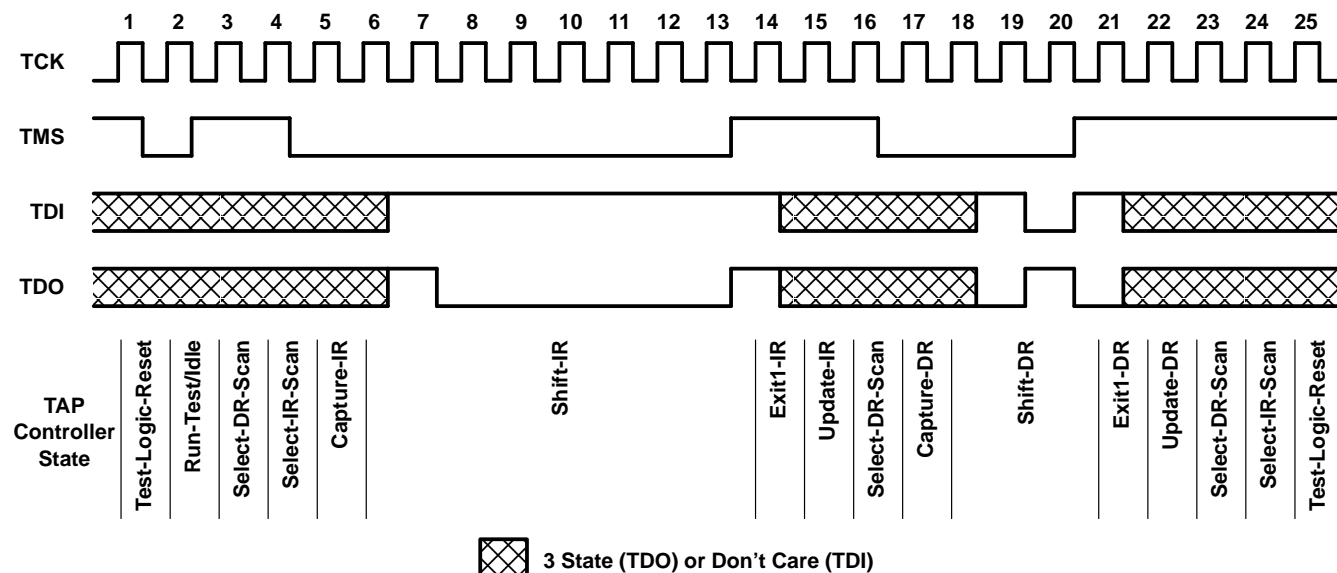 1 2 3 4 5 6 7 8 9 10 11 12 13 14 15 16 17 18 19 20 21 22 23 24 25
TCK
TMS
TDI
TDO
TAP
Controller
State
Test-Logic-Reset
Run-Test/Idle
Select-DR-Scan
Select-IR-Scan
Capture-IR
Shift-IR
Exit1-IR
Update-IR
Select-DR-Scan
Capture-DR
Shift-DR
Exit1-DR
Update-DR
Select-DR-Scan
Select-IR-Scan
Test-Logic-Reset
3 State (TDO) or Don’t Care (TDI)